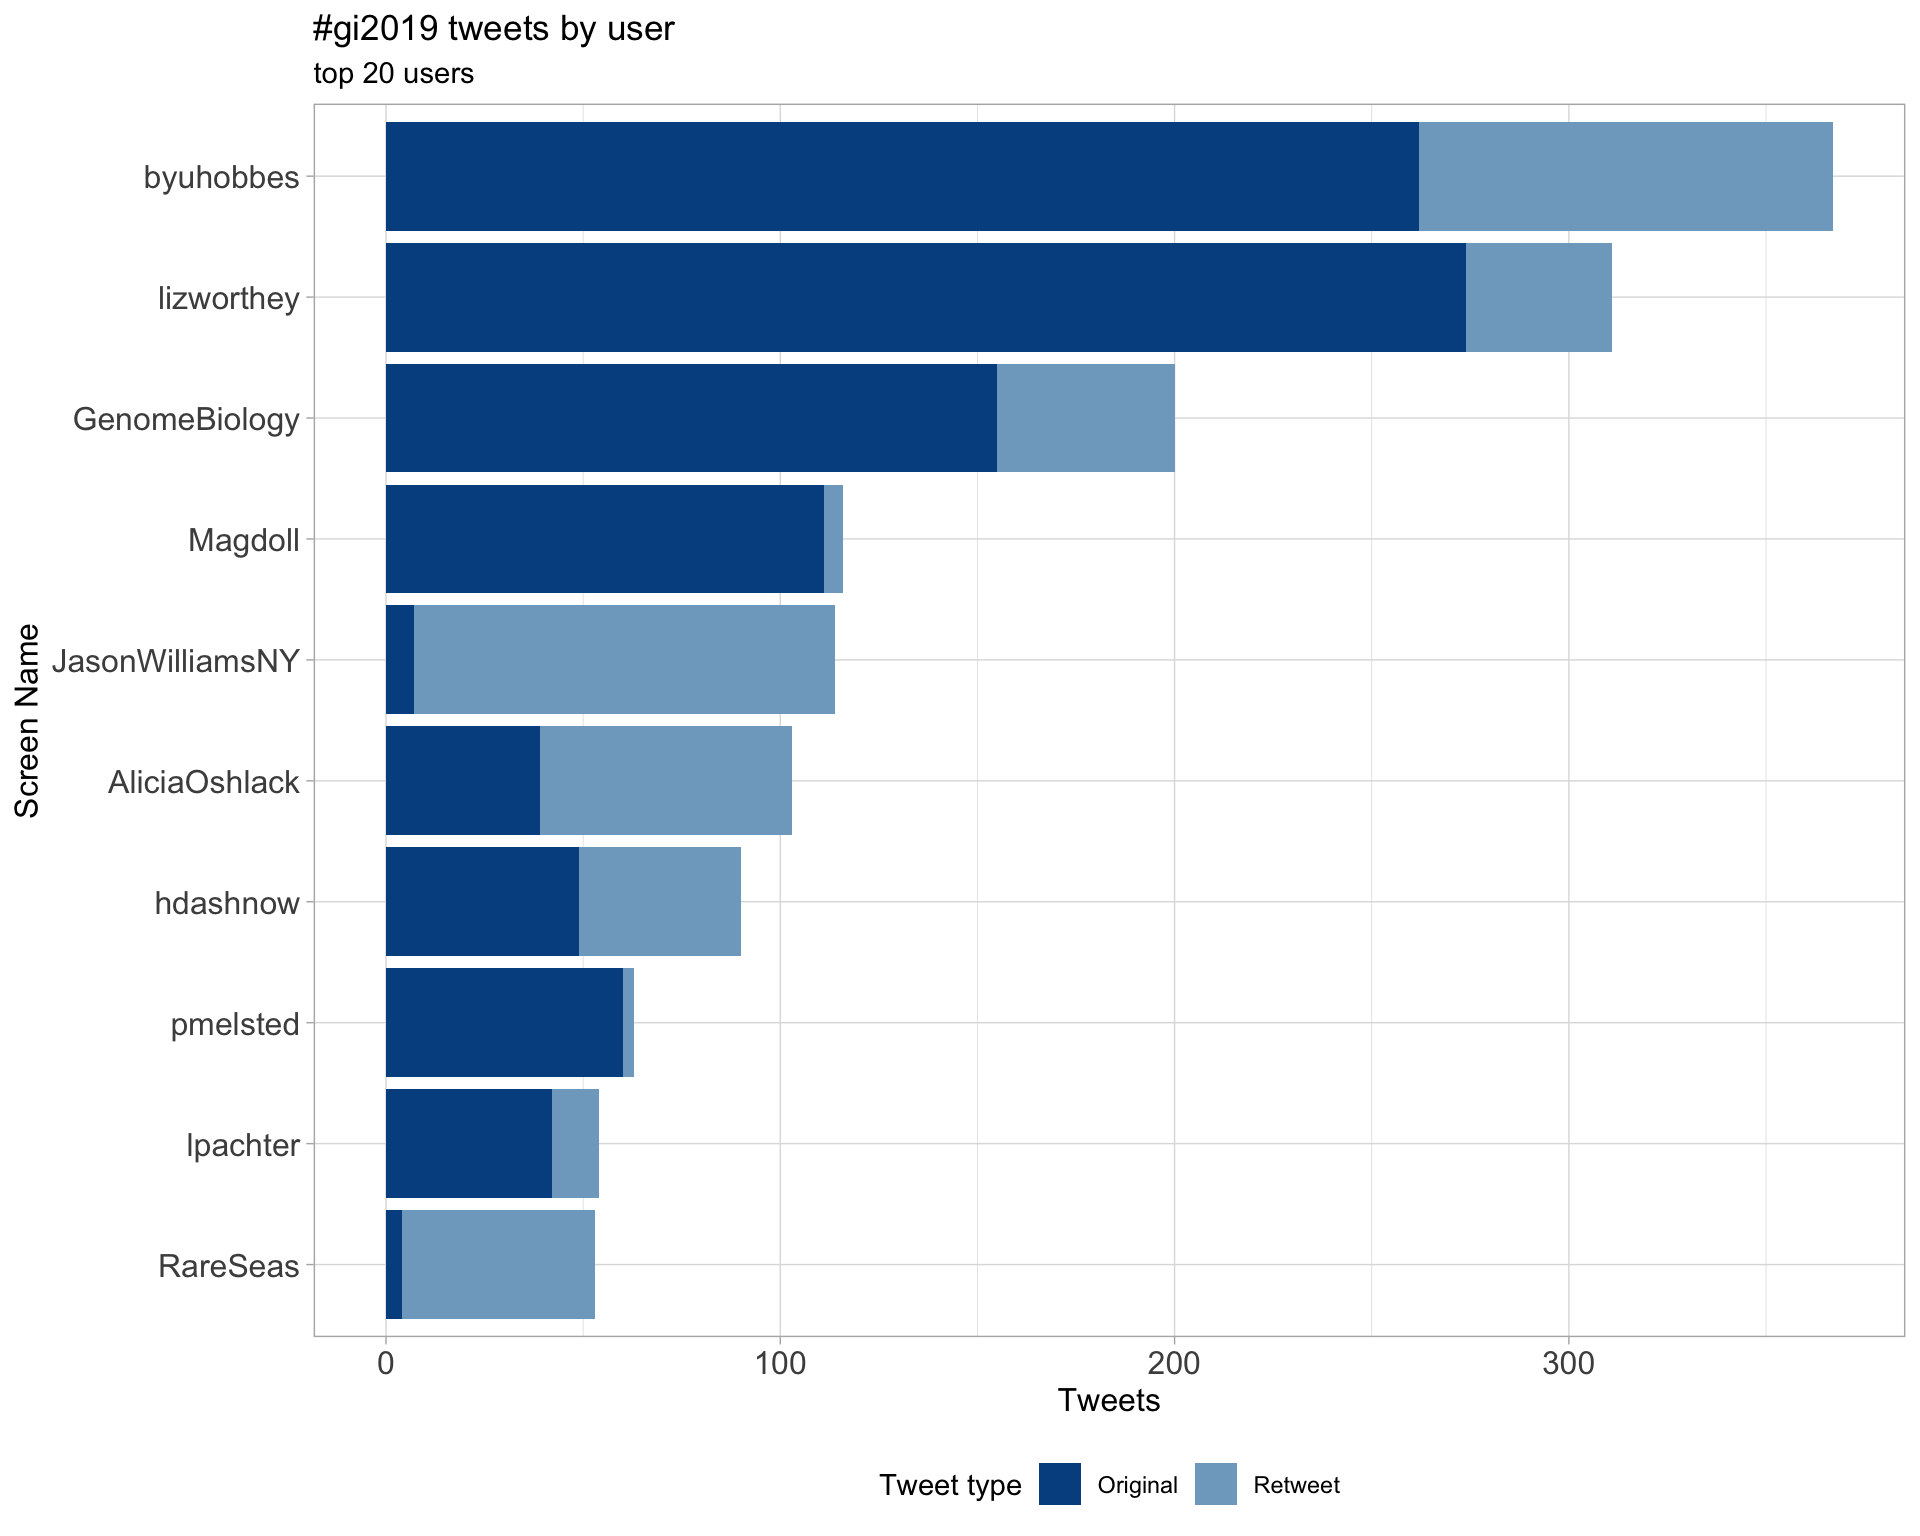 #gi2019 tweets by user
top 20 users
Screen Name
byuhobbes
lizworthey
GenomeBiology
Magdoll
JasonWilliamsNY
AliciaOshlack
hdashnow
pmelsted
lpachter
RareSeas
0 100 200 300
Tweets
Tweet type Original Retweet